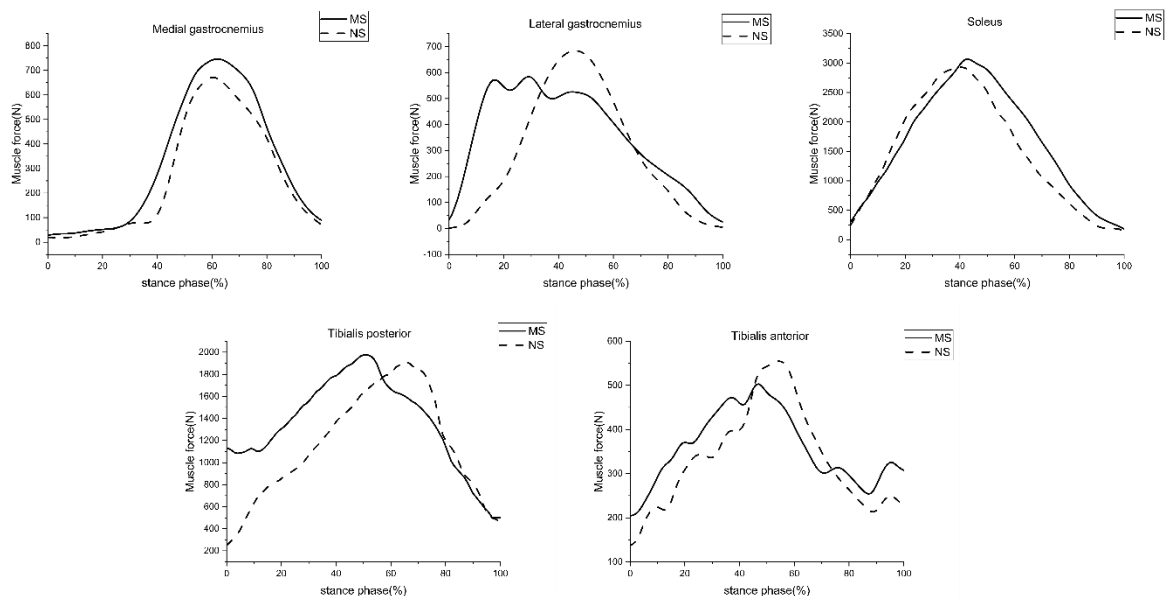 Medial gastrocnemius
MS
NS
Muscle force(N)
800
700
600
500
400
300
200
100
0
0 20 40 60 80 100
stance phase(%)
Lateral gastrocnemius
MS
NS
Muscle force(N)
700
600
500
400
300
200
100
0
-100
0 20 40 60 80 100
stance phase(%)
Soleus
MS
NS
Muscle force(N)
3500
3000
2500
2000
1500
1000
500
0
0 20 40 60 80 100
stance phase(%)
Tibialis posterior
MS
NS
Muscle force(N)
2000
1800
1600
1400
1200
1000
800
600
400
200
0 20 40 60 80 100
stance phase(%)
Tibialis anterior
MS
NS
Muscle force(N)
600
500
400
300
200
100
0 20 40 60 80 100
stance phase(%)